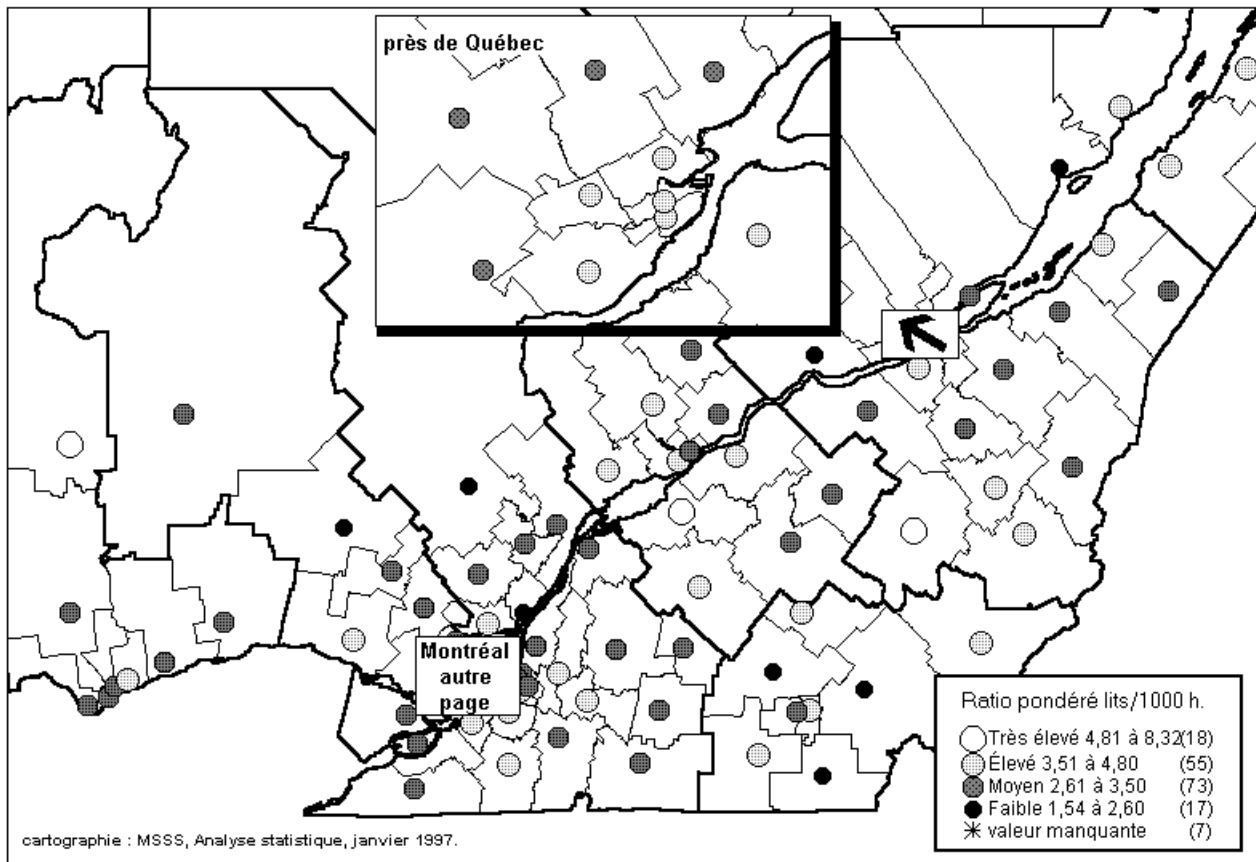 près de Québec
Montréal
autre
page
Ratio pondéré lits/1000 h.
Très élevé 4,81 à 8,32(18)
Élevé 3,51 à 4,80 (55)
Moyen 2,61 à 3,50 (73)
Faible 1,54 à 2,60 (17)
valeur manquante (7)
cartographie : MSSS, Analyse statistique, janvier 1997.